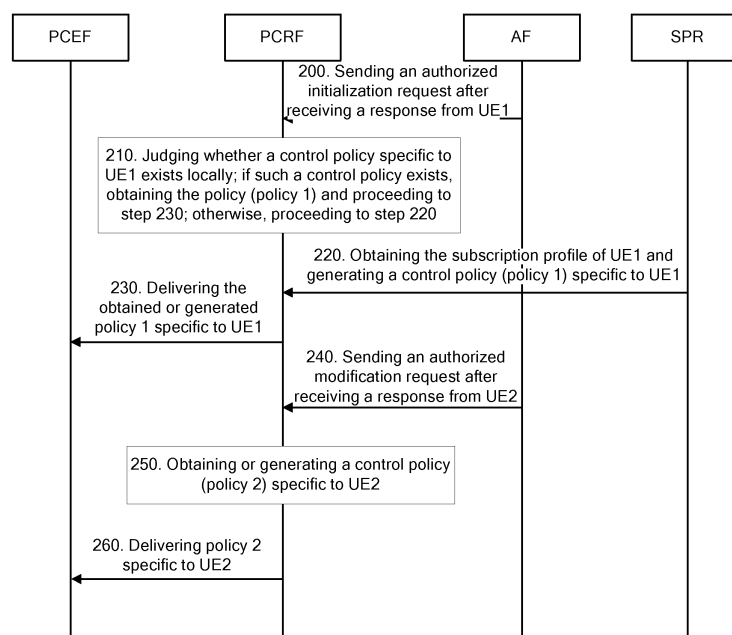 PCEF
PCRF
AF
SPR
200. Sending an authorized
initialization request after
receiving a response from UE1
210. Judging whether a control policy specific to
UE1 exists locally; if such a control policy exists,
obtaining the policy (policy 1) and proceeding to
step 230; otherwise, proceeding to step 220
220. Obtaining the subscription profile of UE1 and
generating a control policy (policy 1) specific to UE1
230. Delivering the
obtained or generated
policy 1 specific to UE1
240. Sending an authorized
modification request after
receiving a response from UE2
250. Obtaining or generating a control policy
(policy 2) specific to UE2
260. Delivering policy 2
specific to UE2